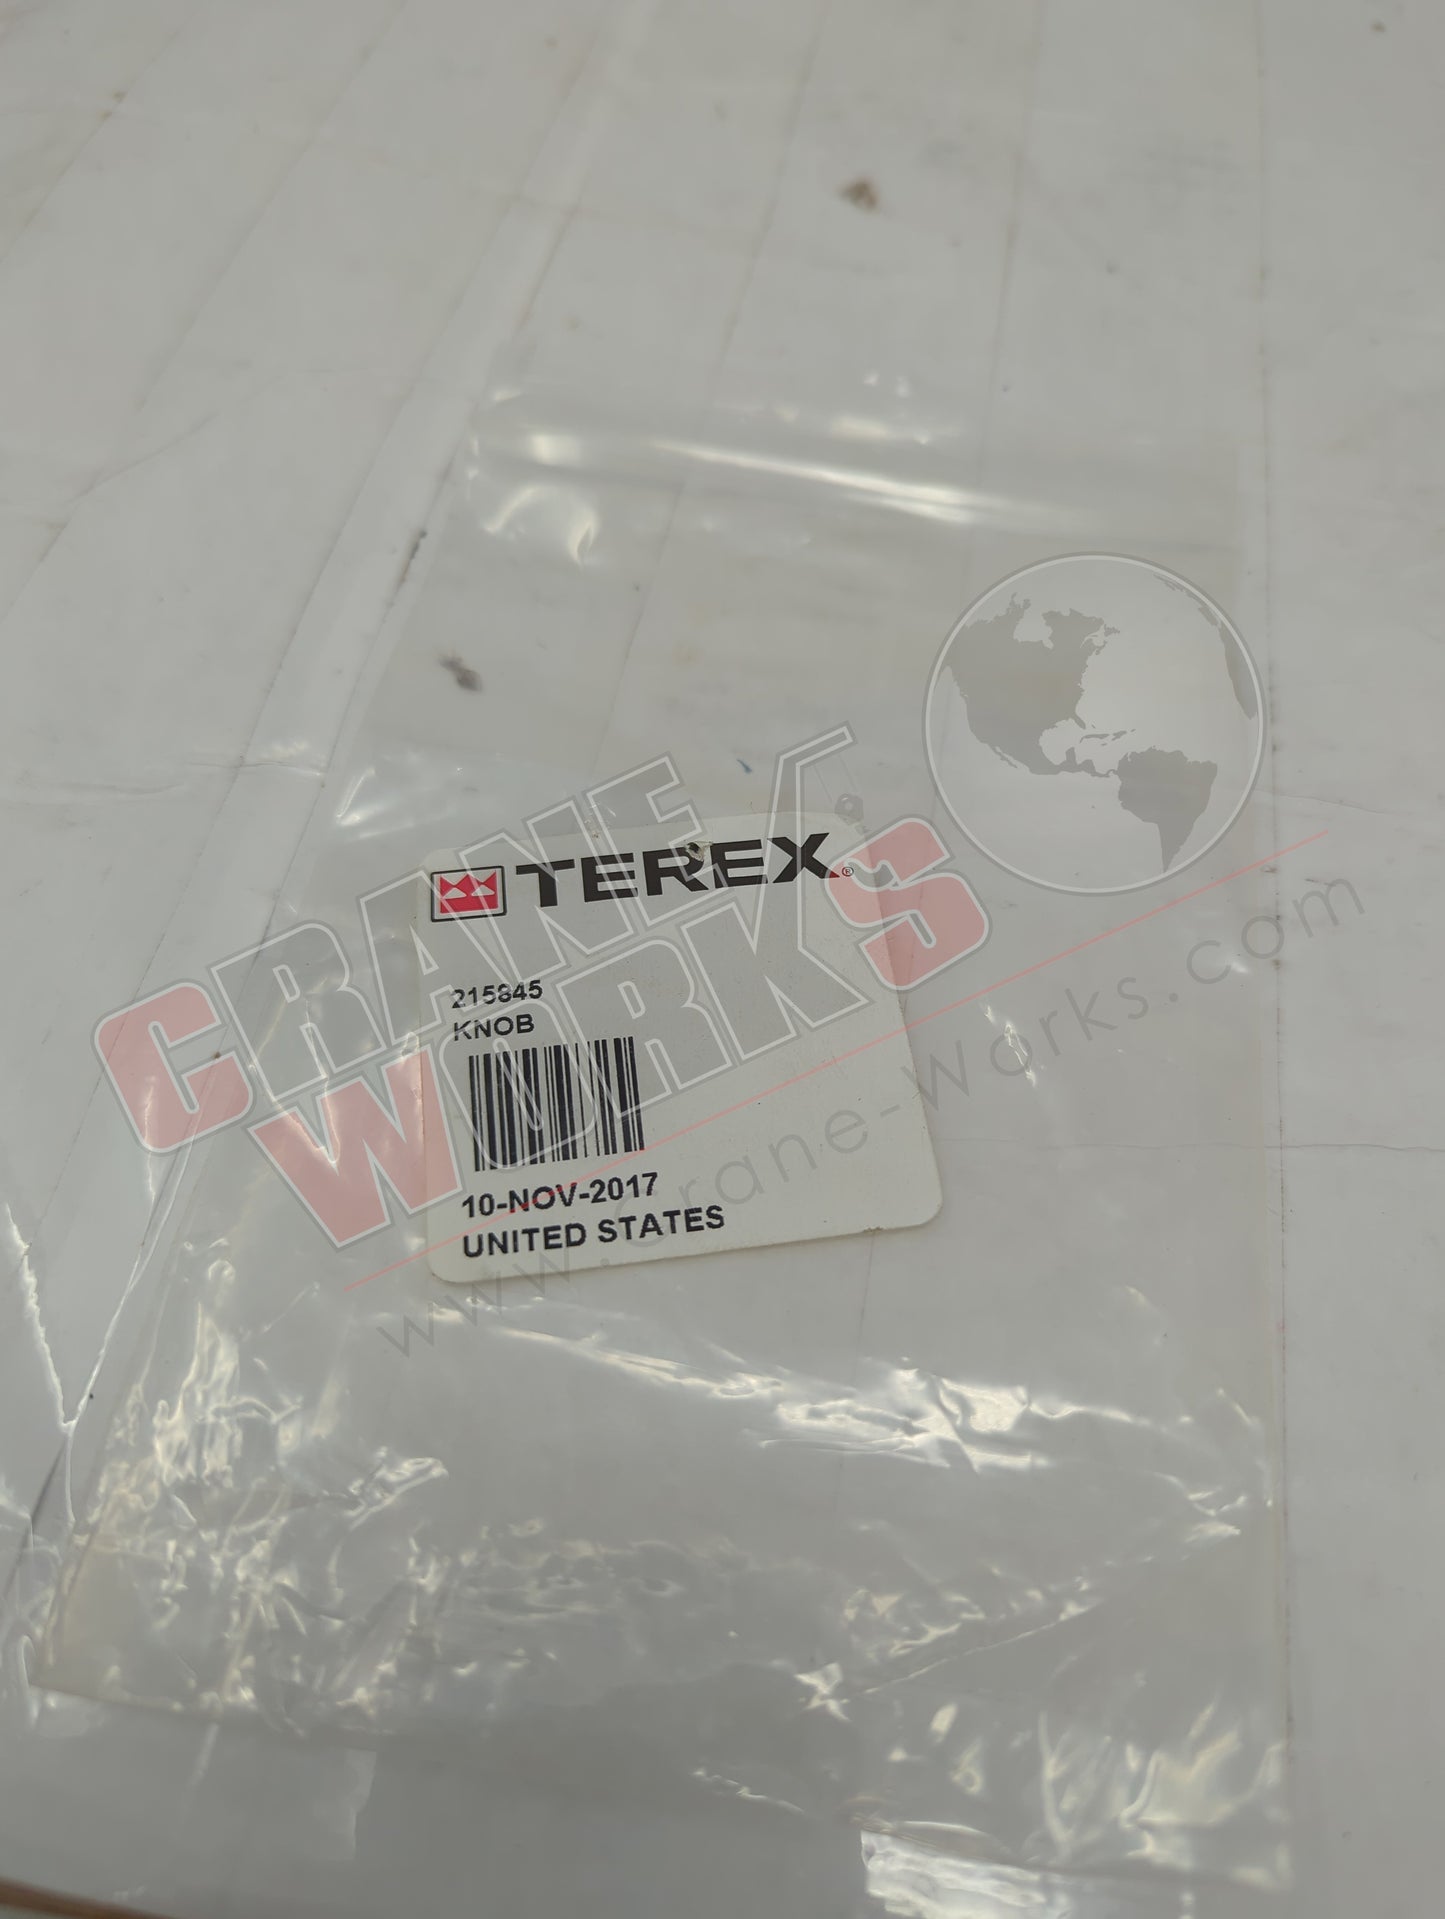 TEREX®
215845
KNOB
10-NOV-2017
UNITED STATES
CRANE
WORKS
www.crane-works.com